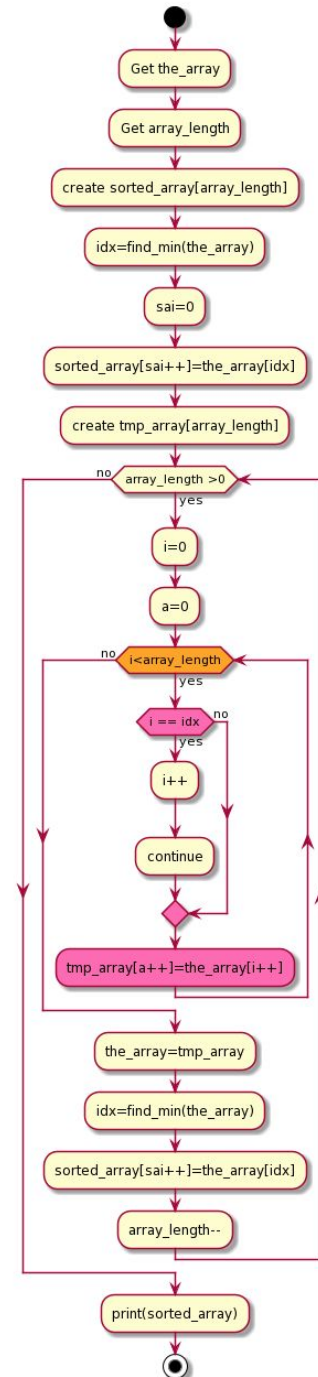 Get the_array
Get array_length
create sorted_array[array_length]
idx=find_min(the_array)
sai=0
sorted_array[sai++]=the_array[idx]
create tmp_array[array_length]
no
array_length >0
yes
i=0
a=0
no
i<array_length
yes
i == idx
no
yes
i++
continue
tmp_array[a++]=the_array[i++]
the_array=tmp_array
idx=find_min(the_array)
sorted_array[sai++]=the_array[idx]
array_length--
print(sorted_array)